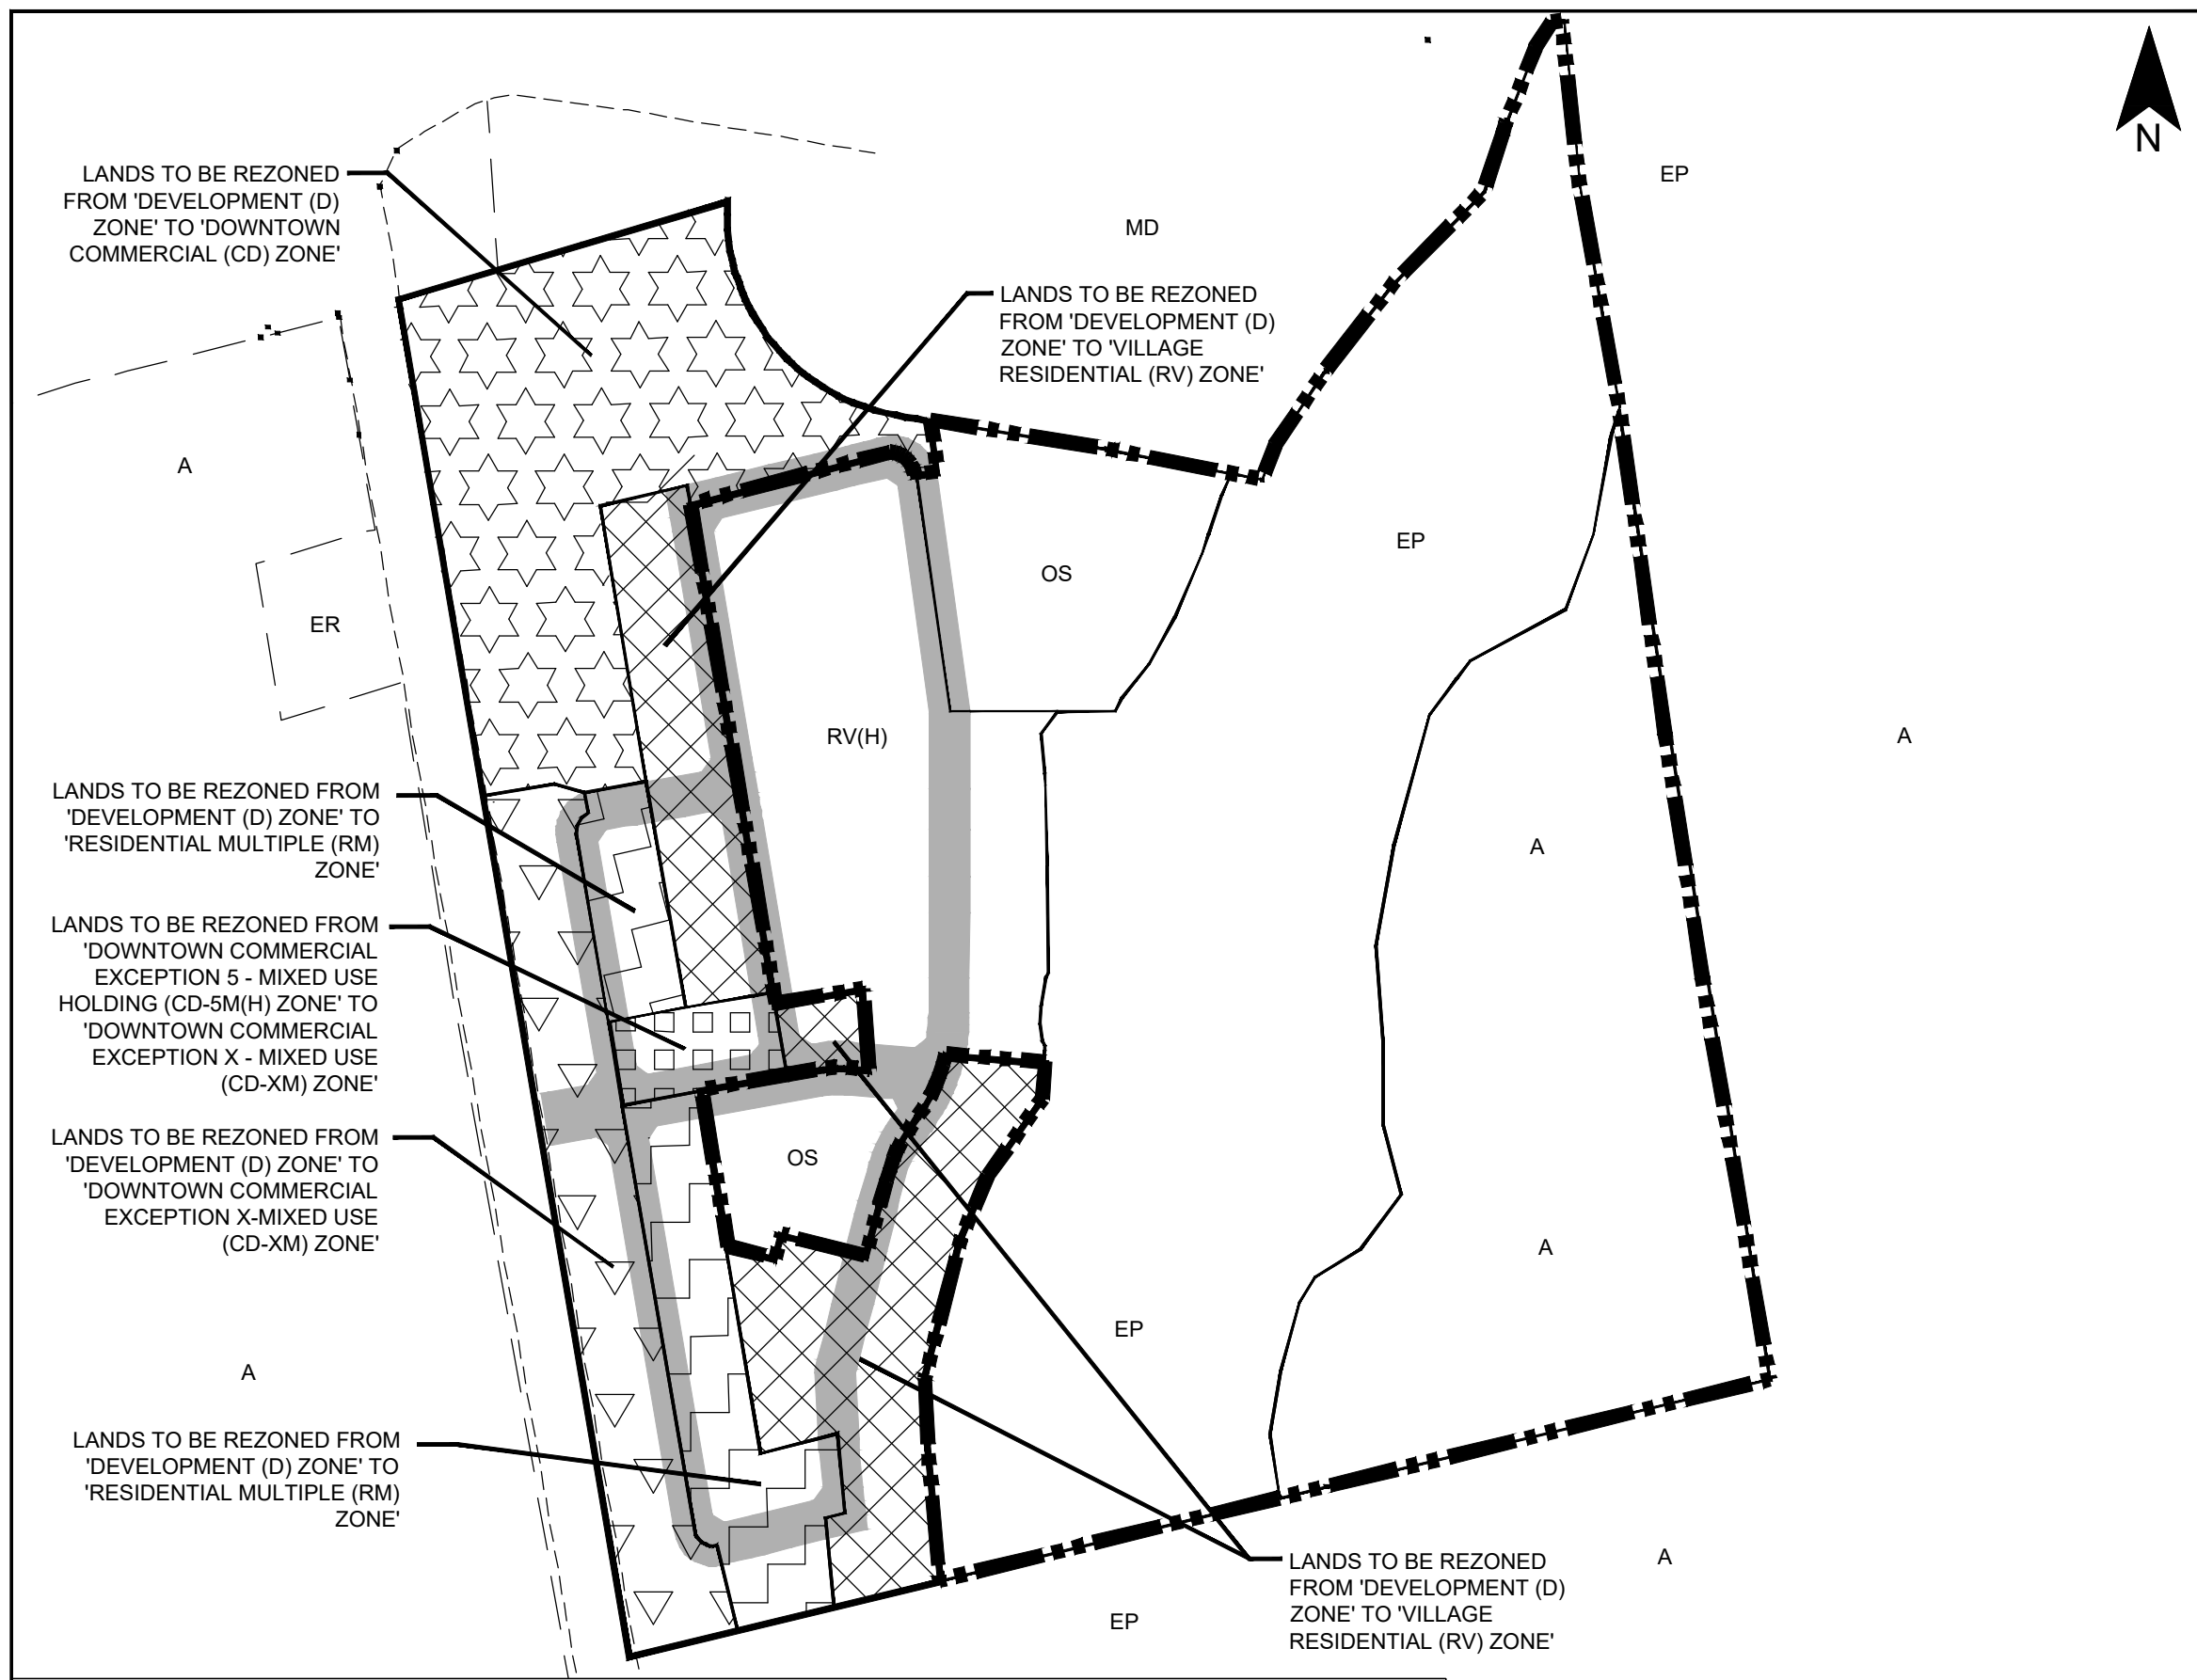 N
EP
LANDS TO BE REZONED
FROM 'DEVELOPMENT (D)
ZONE' TO 'DOWNTOWN
COMMERCIAL (CD) ZONE'
MD
LANDS TO BE REZONED
FROM 'DEVELOPMENT (D)
ZONE' TO 'VILLAGE
RESIDENTIAL (RV) ZONE'
A
EP
OS
ER
RV(H)
A
LANDS TO BE REZONED FROM
'DEVELOPMENT (D) ZONE' TO
'RESIDENTIAL MULTIPLE (RM)
ZONE'
A
LANDS TO BE REZONED FROM
'DOWNTOWN COMMERCIAL
EXCEPTION 5 - MIXED USE
HOLDING (CD-5M(H) ZONE' TO
'DOWNTOWN COMMERCIAL
EXCEPTION X - MIXED USE
(CD-XM) ZONE'
LANDS TO BE REZONED FROM
'DEVELOPMENT (D) ZONE' TO
'DOWNTOWN COMMERCIAL
EXCEPTION X-MIXED USE
(CD-XM) ZONE'
OS
A
EP
A
LANDS TO BE REZONED FROM
'DEVELOPMENT (D) ZONE' TO
'RESIDENTIAL MULTIPLE (RM)
ZONE'
LANDS TO BE REZONED
FROM 'DEVELOPMENT (D)
ZONE' TO 'VILLAGE
RESIDENTIAL (RV) ZONE'
A
EP